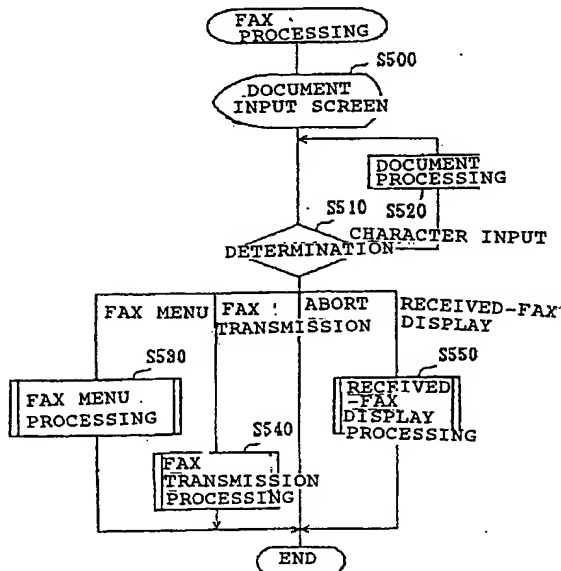 FAX
PROCESSING
S500
DOCUMENT
INPUT SCREEN
DOCUMENT
PROCESSING
S520
S510
CHARACTER INPUT
DETERMINATION
FAX MENU
FAX
TRANSMISSION
ABORT
RECEIVED-FAX
DISPLAY
S530
FAX MENU
PROCESSING
S540
FAX
TRANSMISSION
PROCESSING
S550
RECEIVED
-FAX
DISPLAY
PROCESSING
END